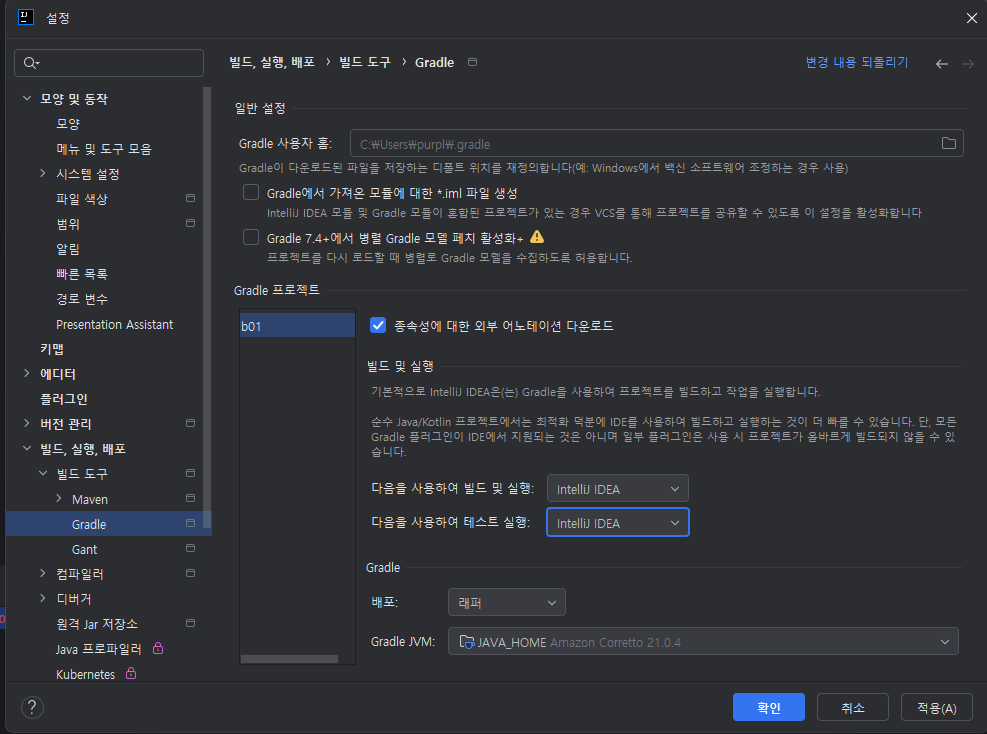 설정
빌드, 실행, 배포 › 빌드 도구 › Gradle
변경 내용 되돌리기
모양 및 동작
모양
메뉴 및 도구 모음
시스템 설정
파일 색상
범위
알림
빠른 목록
경로 변수
Presentation Assistant
키맵
에디터
플러그인
버전 관리
빌드, 실행, 배포
빌드 도구
Maven
Gradle
Gant
컴파일러
디버거
원격 Jar 저장소
Java 프로파일러
Kubernetes
일반 설정
Gradle 사용자 홈:
C:₩Users₩purpl₩.gradle
Gradle이 다운로드된 파일을 저장하는 디폴트 위치를 재정의합니다(예: Windows에서 백신 소프트웨어 조정하는 경우 사용)
Gradle에서 가져온 모듈에 대한 *.iml 파일 생성
IntelliJ IDEA 모듈 및 Gradle 모듈이 혼합된 프로젝트가 있는 경우 VCS를 통해 프로젝트를 공유할 수 있도록 이 설정을 활성화합니다
Gradle 7.4+에서 병렬 Gradle 모델 페치 활성화+
프로젝트를 다시 로드할 때 병렬로 Gradle 모델을 수집하도록 허용합니다.
Gradle 프로젝트
b01
종속성에 대한 외부 어노테이션 다운로드
빌드 및 실행
기본적으로 IntelliJ IDEA은(는) Gradle을 사용하여 프로젝트를 빌드하고 작업을 실행합니다.
순수 Java/Kotlin 프로젝트에서는 최적화 덕분에 IDE를 사용하여 빌드하고 실행하는 것이 더 빠를 수 있습니다. 단, 모든
Gradle 플러그인이 IDE에서 지원되는 것은 아니며 일부 플러그인은 사용 시 프로젝트가 올바르게 빌드되지 않을 수 있
습니다.
다음을 사용하여 빌드 및 실행: IntelliJ IDEA
다음을 사용하여 테스트 실행: IntelliJ IDEA
Gradle
배포: 래퍼
Gradle JVM: JAVA_HOME Amazon Corretto 21.0.4
?
확인
취소
적용(A)